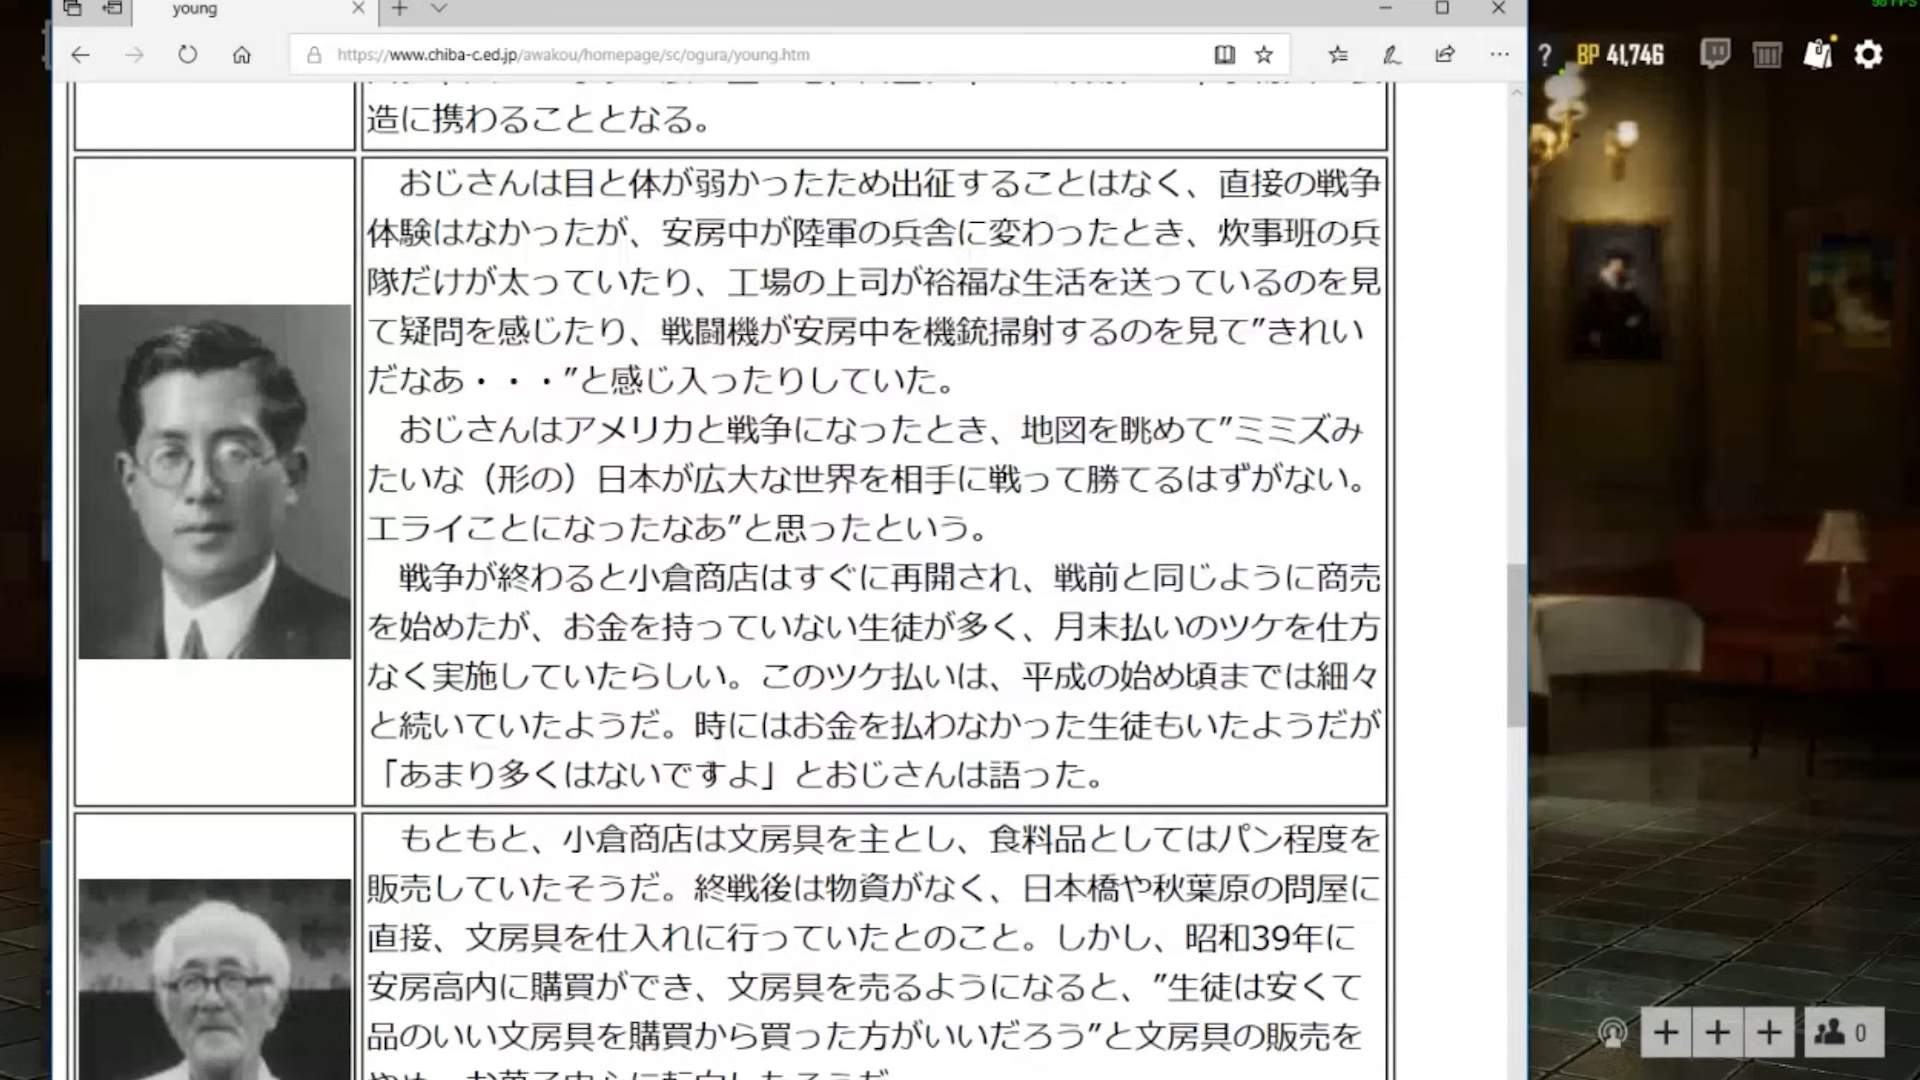 young
https://www.chiba-c.ed.jp/awakou/homepage/sc/ogura/young.htm
? BP 41,746
造に携わることとなる。
おじさんは目と体が弱かったため出征することはなく、直接の戦争
体験はなかったが、安房中が陸軍の兵舎に変わったとき、炊事班の兵
隊だけが太っていたり、工場の上司が裕福な生活を送っているのを見
て疑問を感じたり、戦闘機が安房中を機銃掃射するのを見て”きれい
だなあ・・・”と感じ入ったりしていた。
おじさんはアメリカと戦争になったとき、地図を眺めて”ミミズみ
たいな（形の）日本が広大な世界を相手に戦って勝てるはずがない。
エライことになったなあ”と思ったという。
戦争が終わると小倉商店はすぐに再開され、戦前と同じように商売
を始めたが、お金を持っていない生徒が多く、月末払いのツケを仕方
なく実施していたらしい。このツケ払いは、平成の始め頃までは細々
と続いていたようだ。時にはお金を払わなかった生徒もいたようだが
「あまり多くはないですよ」とおじさんは語った。
もともと、小倉商店は文房具を主とし、食料品としてはパン程度を
販売していたそうだ。終戦後は物資がなく、日本橋や秋葉原の問屋に
直接、文房具を仕入れに行っていたとのこと。しかし、昭和39年に
安房高内に購買ができ、文房具を売るようになると、”生徒は安くて
品のいい文房具を購買から買った方がいいだろう”と文房具の販売を
0